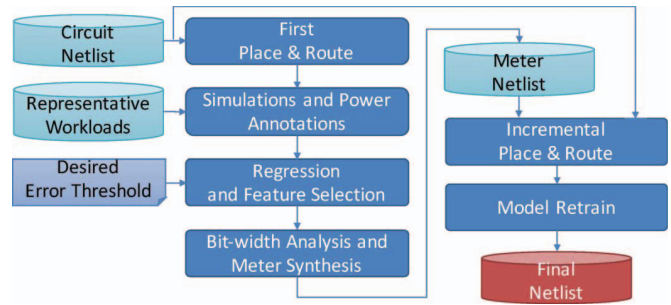 Circuit
Netlist
First
Place & Route
Representative
Workloads
Simulations and Power
Annotations
Desired
Error Threshold
Regression
and Feature Selection
Bit-width Analysis and
Meter Synthesis
Meter
Netlist
Incremental
Place & Route
Model Retrain
Final
Netlist